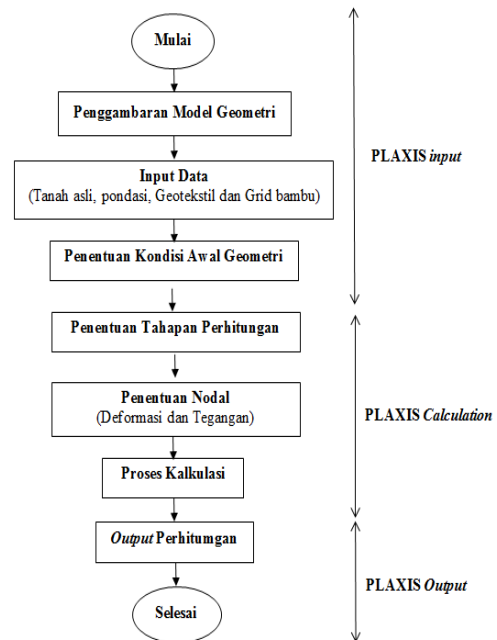 Mulai
Penggambaran Model Geometri
PLAXIS input
Input Data
(Tanah asli, pondasi, Geotekstil dan Grid bambu)
Penentuan Kondisi Awal Geometri
Penentuan Tahapan Perhitungan
Penentuan Nodal
(Deformasi dan Tegangan)
PLAXIS Calculation
Proses Kalkulasi
Output Perhitumgan
PLAXIS Output
Selesai